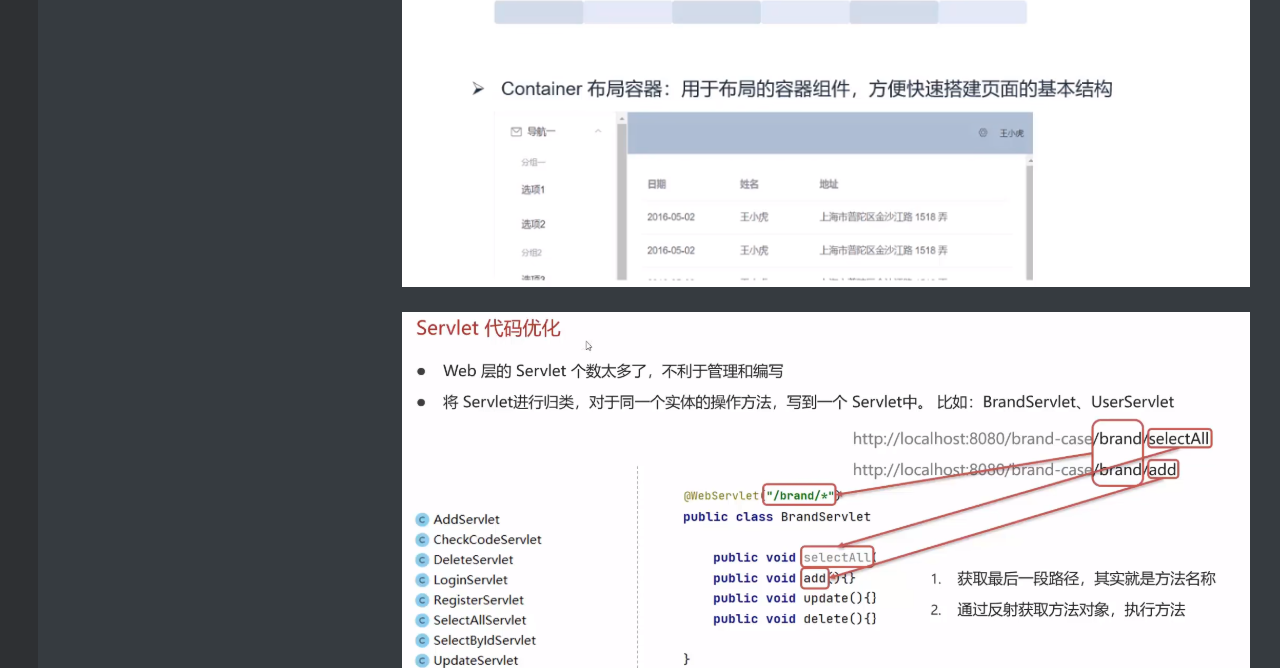 Container 布局容器：用于布局的容器组件，方便快速搭建页面的基本结构
导航一
王小虎
分组一
选项1
选项2
分组2
选项3
日期 姓名 地址
2016-05-02 王小虎 上海市普陀区金沙江路 1518 弄
2016-05-02 王小虎 上海市普陀区金沙江路 1518 弄
Servlet 代码优化
Web 层的 Servlet 个数太多了，不利于管理和编写
将 Servlet进行归类，对于同一个实体的操作方法，写到一个 Servlet中。 比如：BrandServlet、UserServlet
http://localhost:8080/brand-case/brand/selectAll
http://localhost:8080/brand-case/brand/add
AddServlet
CheckCodeServlet
DeleteServlet
LoginServlet
RegisterServlet
SelectAllServlet
SelectByIdServlet
UpdateServlet
@WebServlet("/brand/*")
public class BrandServlet
public void selectAll(
public void add(){}
public void update(){}
public void delete(){}
}
1. 获取最后一段路径，其实就是方法名称
2. 通过反射获取方法对象，执行方法